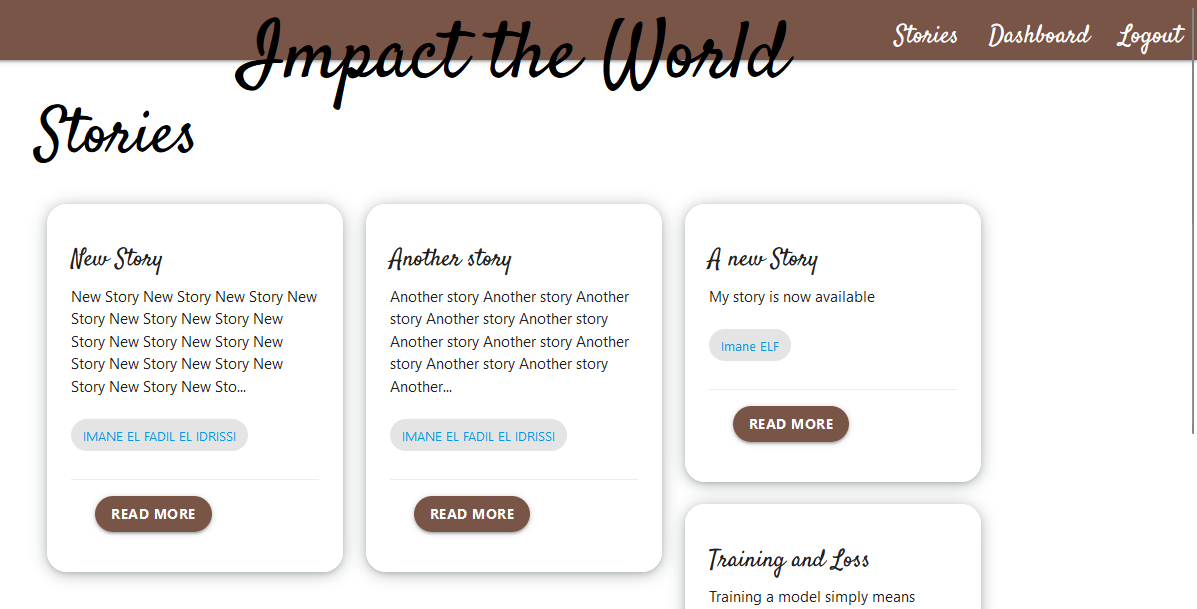 Impact the World
Stories Dashboard Logout
Stories
New Story
New Story New Story New Story New
Story New Story New Story New
Story New Story New Story New
Story New Story New Story New
Story New Story New Sto...
IMANE EL FADIL EL IDRISSI
READ MORE
Another story
Another story Another story Another
story Another story Another story
Another story Another story Another
story Another story Another story
Another...
IMANE EL FADIL EL IDRISSI
READ MORE
A new Story
My story is now available
Imane ELF
READ MORE
Training and Loss
Training a model simply means